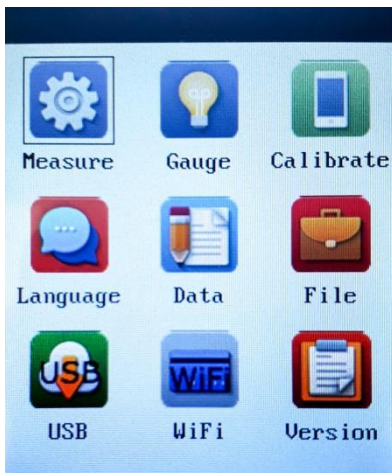 Measure Gauge Calibrate
Language Data File
USB WiFi
USB WiFi Version